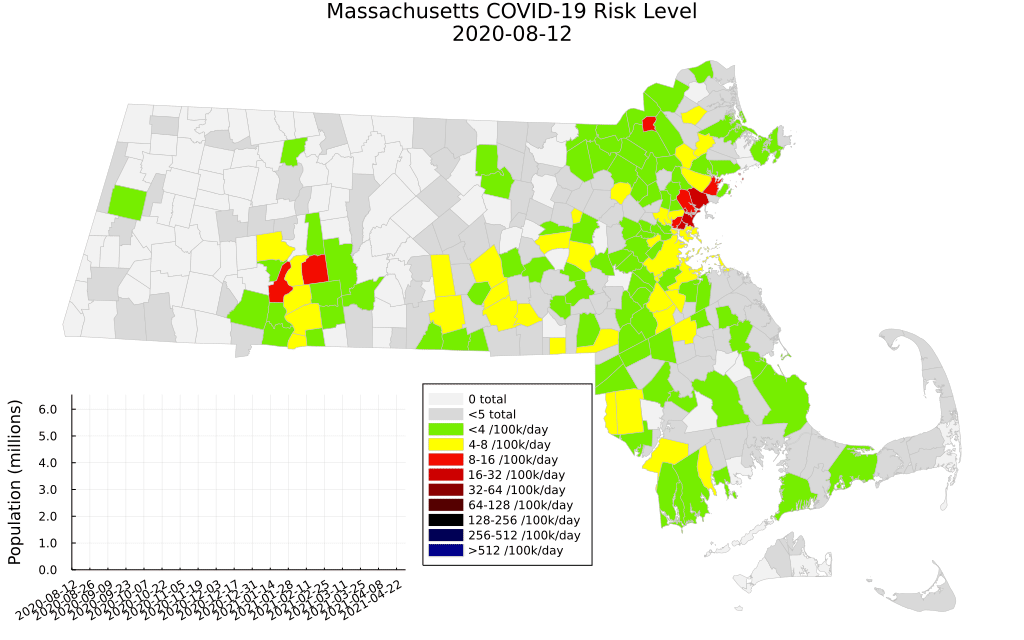 Massachusetts COVID-19 Risk Level
2020-08-12
Population (millions)
6.0
5.0
4.0
3.0
2.0
1.0
0.0
2020-08-12
2020-08-26
2020-09-09
2020-09-23
2020-10-07
2020-10-22
2020-11-05
2020-11-19
2020-12-03
2020-12-17
2020-12-31
2021-01-14
2021-01-28
2021-02-11
2021-02-25
2021-03-11
2021-03-25
2021-04-08
2021-04-22
0 total
<5 total
<4 /100k/day
4-8 /100k/day
8-16 /100k/day
16-32 /100k/day
32-64 /100k/day
64-128 /100k/day
128-256 /100k/day
256-512 /100k/day
>512 /100k/day